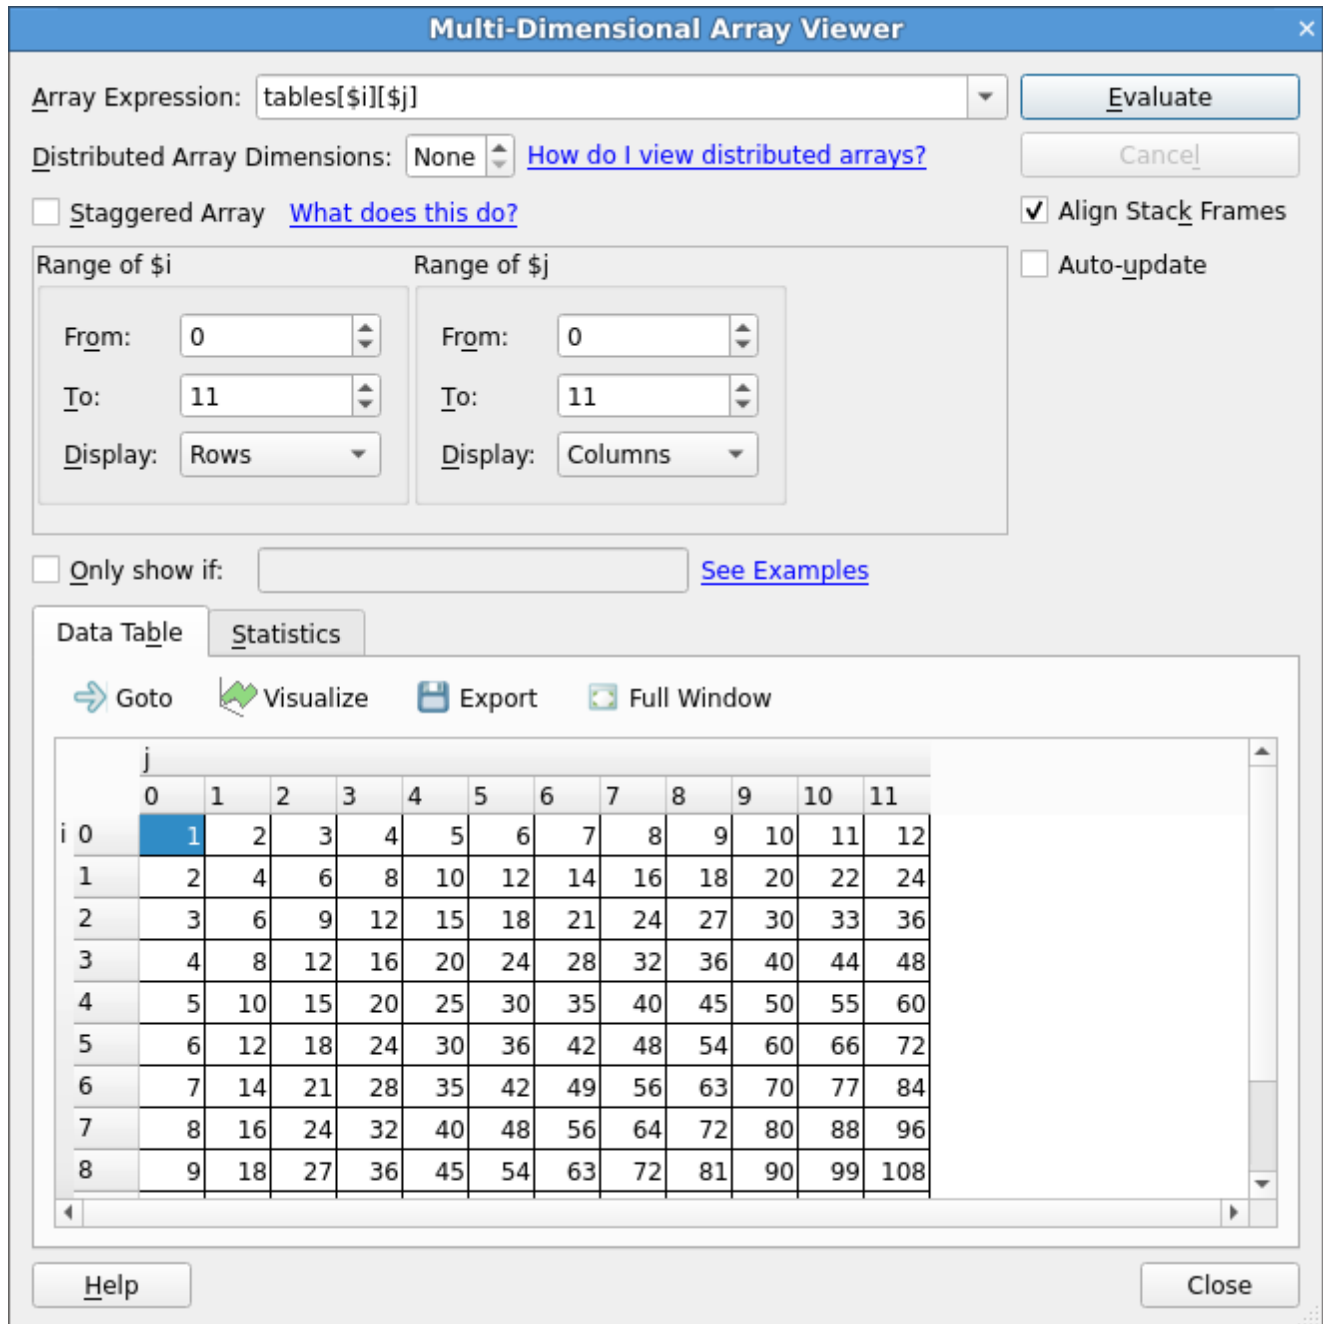 Multi-Dimensional Array Viewer
Array Expression: tables[$i][$j] Evaluate
Distributed Array Dimensions: None How do I view distributed arrays? Cancel
Staggered Array What does this do? Align Stack Frames
Range of $i Range of $j Auto-update
From: 0 From: 0
To: 11 To: 11
Display: Rows Display: Columns
Only show if: See Examples
Data Table Statistics
Goto Visualize Export Full Window
j
0 1 2 3 4 5 6 7 8 9 10 11
i 0 1 2 3 4 5 6 7 8 9 10 11 12
1 2 4 6 8 10 12 14 16 18 20 22 24
2 3 6 9 12 15 18 21 24 27 30 33 36
3 4 8 12 16 20 24 28 32 36 40 44 48
4 5 10 15 20 25 30 35 40 45 50 55 60
5 6 12 18 24 30 36 42 48 54 60 66 72
6 7 14 21 28 35 42 49 56 63 70 77 84
7 8 16 24 32 40 48 56 64 72 80 88 96
8 9 18 27 36 45 54 63 72 81 90 99 108
Help Close